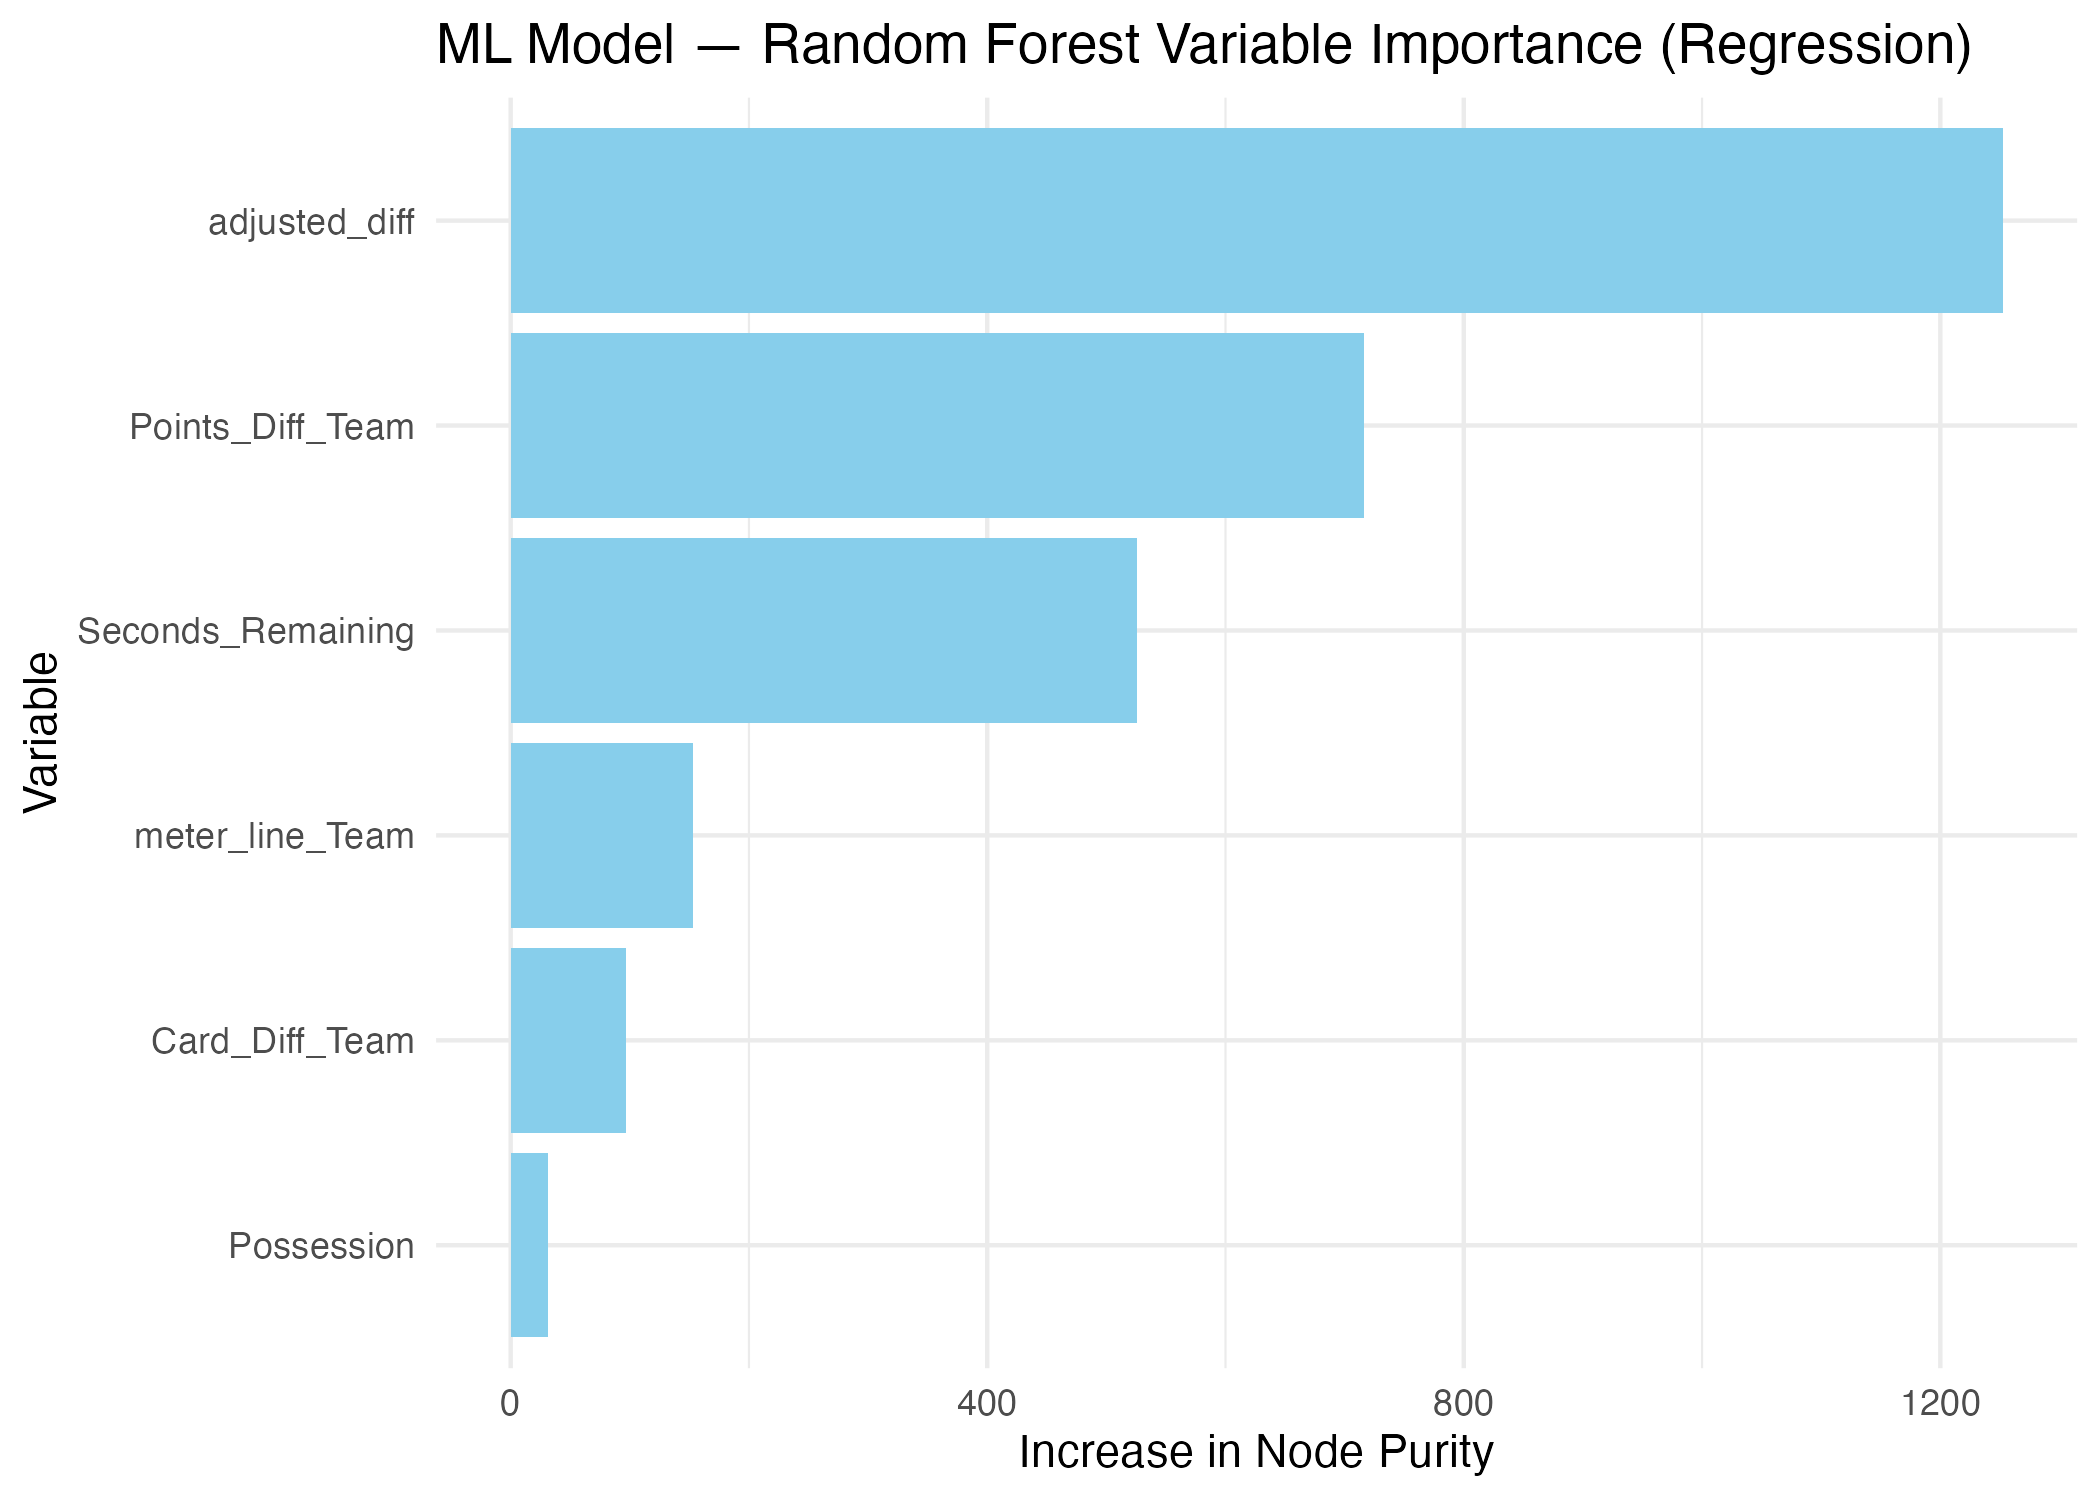 ML Model — Random Forest Variable Importance (Regression)
Variable
adjusted_diff
Points_Diff_Team
Seconds_Remaining
meter_line_Team
Card_Diff_Team
Possession
0 400 800 1200
Increase in Node Purity